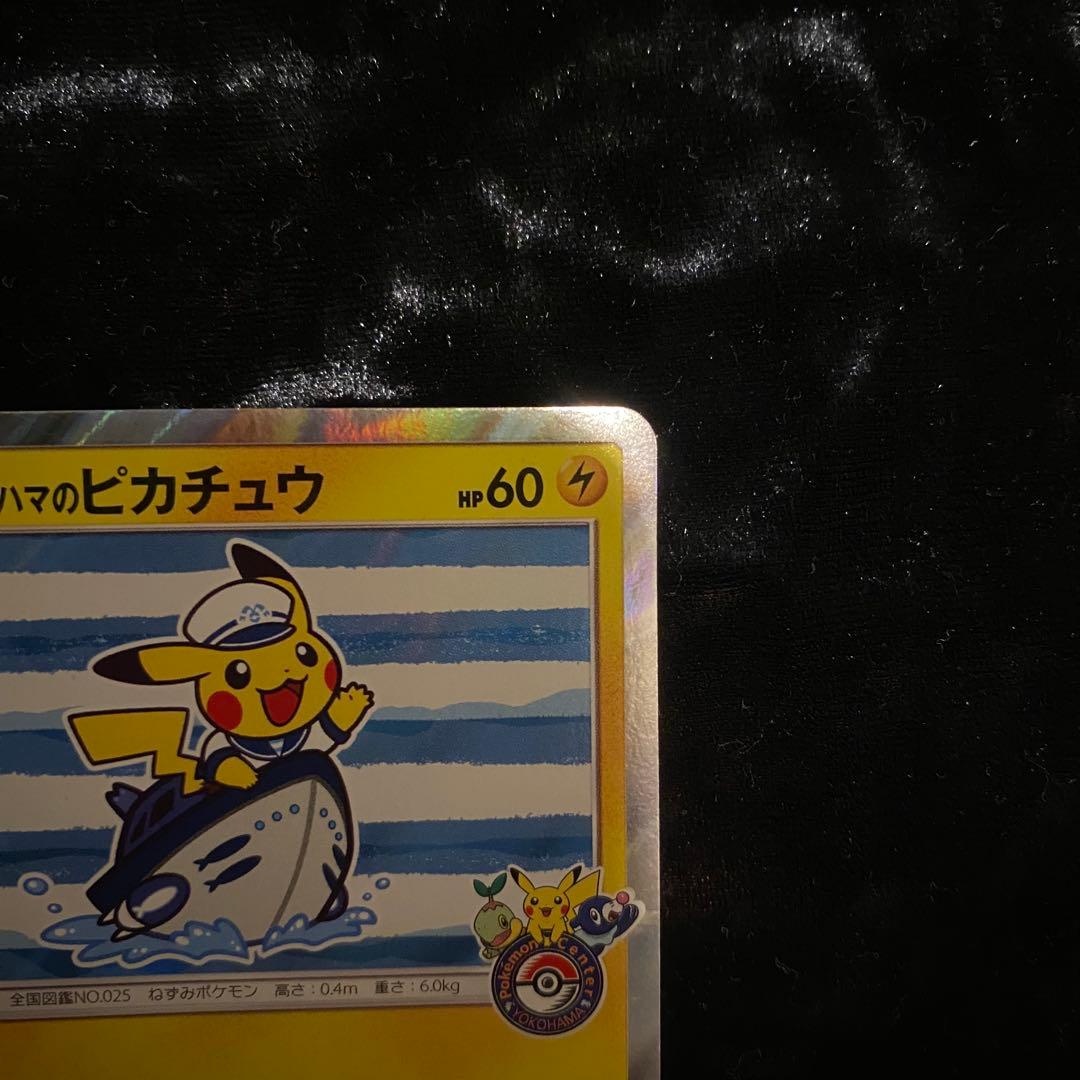 ハマのピカチュウ HP60
全国図鑑NO.025 ねずみポケモン 高さ:0.4m 重さ:6.0kg
Pokémon Center
YOKOHAMA